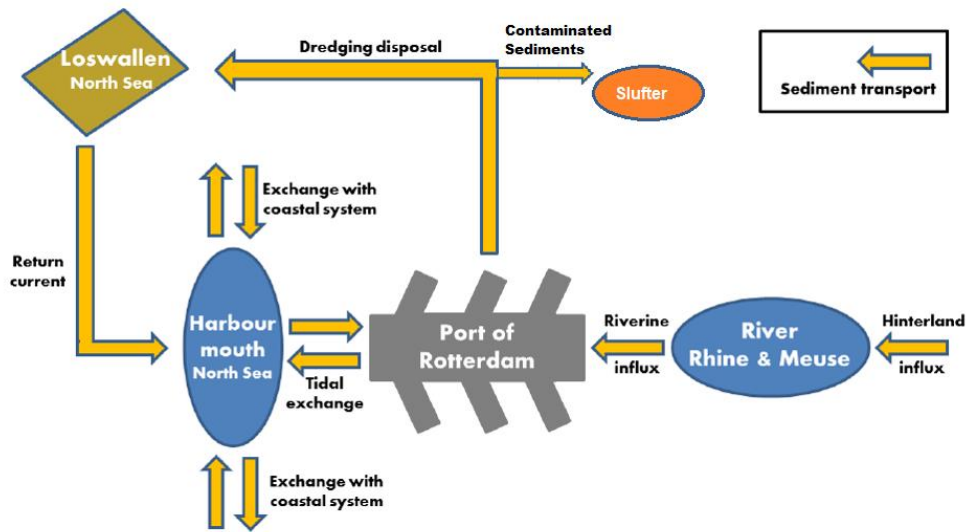 Loswallen
North Sea
Dredging disposal
Contaminated
Sediments
Slufter
Sediment transport
Exchange with
coastal system
Return
current
Harbour
mouth
North Sea
Tidal
exchange
Port of
Rotterdam
Riverine
influx
River
Rhine & Meuse
Hinterland
influx
Exchange with
coastal system